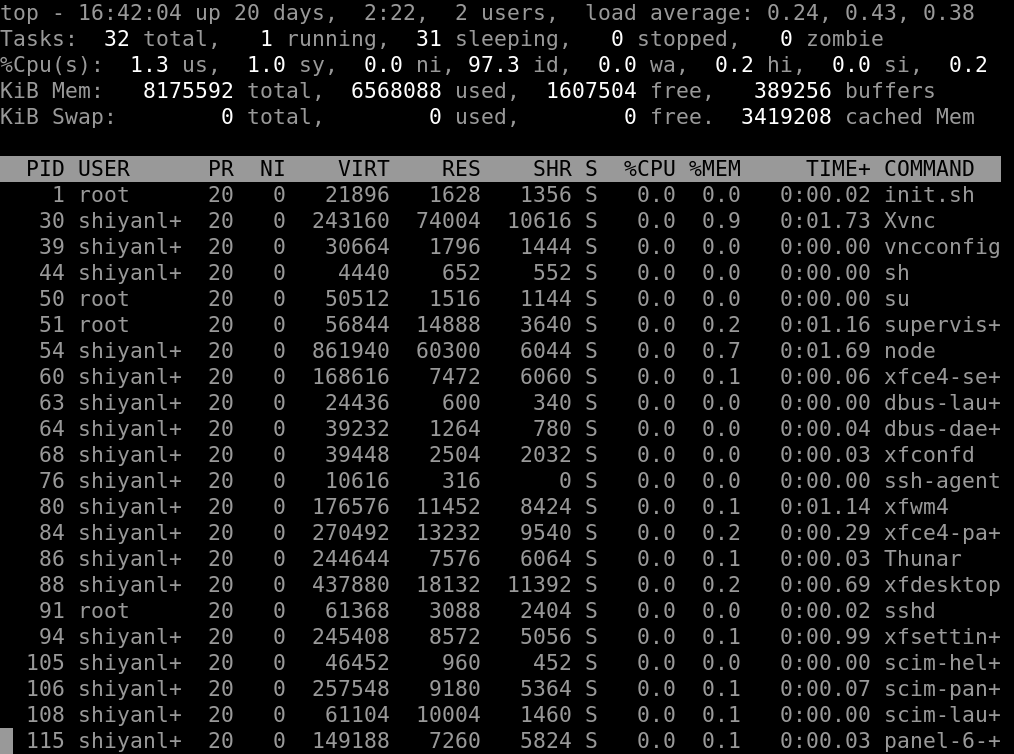 top - 16:42:04 up 20 days,  2:22,  2 users,  load average: 0.24, 0.43, 0.38
Tasks:  32 total,   1 running,  31 sleeping,   0 stopped,   0 zombie
%Cpu(s):  1.3 us,  1.0 sy,  0.0 ni, 97.3 id,  0.0 wa,  0.2 hi,  0.0 si,  0.2
KiB Mem:   8175592 total,  6568088 used,  1607504 free,   389256 buffers
KiB Swap:        0 total,        0 used,        0 free.  3419208 cached Mem
  PID USER      PR  NI    VIRT    RES    SHR S  %CPU %MEM     TIME+ COMMAND
    1 root      20   0   21896   1628   1356 S   0.0  0.0   0:00.02 init.sh
   30 shiyanl+  20   0  243160  74004  10616 S   0.0  0.9   0:01.73 Xvnc
   39 shiyanl+  20   0   30664   1796   1444 S   0.0  0.0   0:00.00 vncconfig
   44 shiyanl+  20   0    4440    652    552 S   0.0  0.0   0:00.00 sh
   50 root      20   0   50512   1516   1144 S   0.0  0.0   0:00.00 su
   51 root      20   0   56844  14888   3640 S   0.0  0.2   0:01.16 supervis+
   54 shiyanl+  20   0  861940  60300   6044 S   0.0  0.7   0:01.69 node
   60 shiyanl+  20   0  168616   7472   6060 S   0.0  0.1   0:00.06 xfce4-se+
   63 shiyanl+  20   0   24436    600    340 S   0.0  0.0   0:00.00 dbus-lau+
   64 shiyanl+  20   0   39232   1264    780 S   0.0  0.0   0:00.04 dbus-dae+
   68 shiyanl+  20   0   39448   2504   2032 S   0.0  0.0   0:00.03 xfconfd
   76 shiyanl+  20   0   10616    316      0 S   0.0  0.0   0:00.00 ssh-agent
   80 shiyanl+  20   0  176576  11452   8424 S   0.0  0.1   0:01.14 xfwm4
   84 shiyanl+  20   0  270492  13232   9540 S   0.0  0.2   0:00.29 xfce4-pa+
   86 shiyanl+  20   0  244644   7576   6064 S   0.0  0.1   0:00.03 Thunar
   88 shiyanl+  20   0  437880  18132  11392 S   0.0  0.2   0:00.69 xfdesktop
   91 root      20   0   61368   3088   2404 S   0.0  0.0   0:00.02 sshd
   94 shiyanl+  20   0  245408   8572   5056 S   0.0  0.1   0:00.99 xfsettin+
  105 shiyanl+  20   0   46452    960    452 S   0.0  0.0   0:00.00 scim-hel+
  106 shiyanl+  20   0  257548   9180   5364 S   0.0  0.1   0:00.07 scim-pan+
  108 shiyanl+  20   0   61104  10004   1460 S   0.0  0.1   0:00.00 scim-lau+
  115 shiyanl+  20   0  149188   7260   5824 S   0.0  0.1   0:00.03 panel-6-+